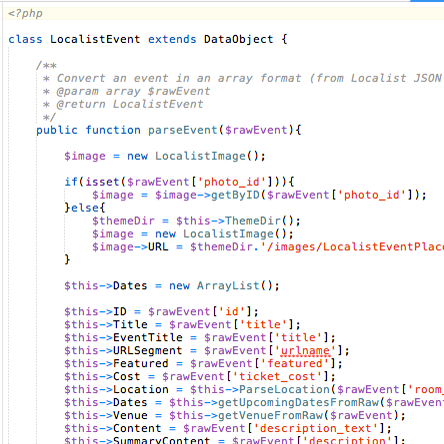 <?php
class LocalistEvent extends DataObject {
/**
* Convert an event in an array format (from Localist JSON
* @param array $rawEvent
* @return LocalistEvent
*/
public function parseEvent($rawEvent){
$image = new LocalistImage();
if(isset($rawEvent['photo_id'])){
$image = $image->getByID($rawEvent['photo_id']);
}else{
$themeDir = $this->ThemeDir();
$image = new LocalistImage();
$image->URL = $themeDir.'/images/LocalistEventPlac
}
$this->Dates = new ArrayList();
$this->ID = $rawEvent['id'];
$this->Title = $rawEvent['title'];
$this->EventTitle = $rawEvent['title'];
$this->URLSegment = $rawEvent['urlname'];
$this->Featured = $rawEvent['featured'];
$this->Cost = $rawEvent['ticket_cost'];
$this->Location = $this->ParseLocation($rawEvent['room_
$this->Dates = $this->getUpcomingDatesFromRaw($rawEvent
$this->Venue = $this->getVenueFromRaw($rawEvent);
$this->Content = $rawEvent['description_text'];
$this->SummaryContent = $rawEvent['description'];